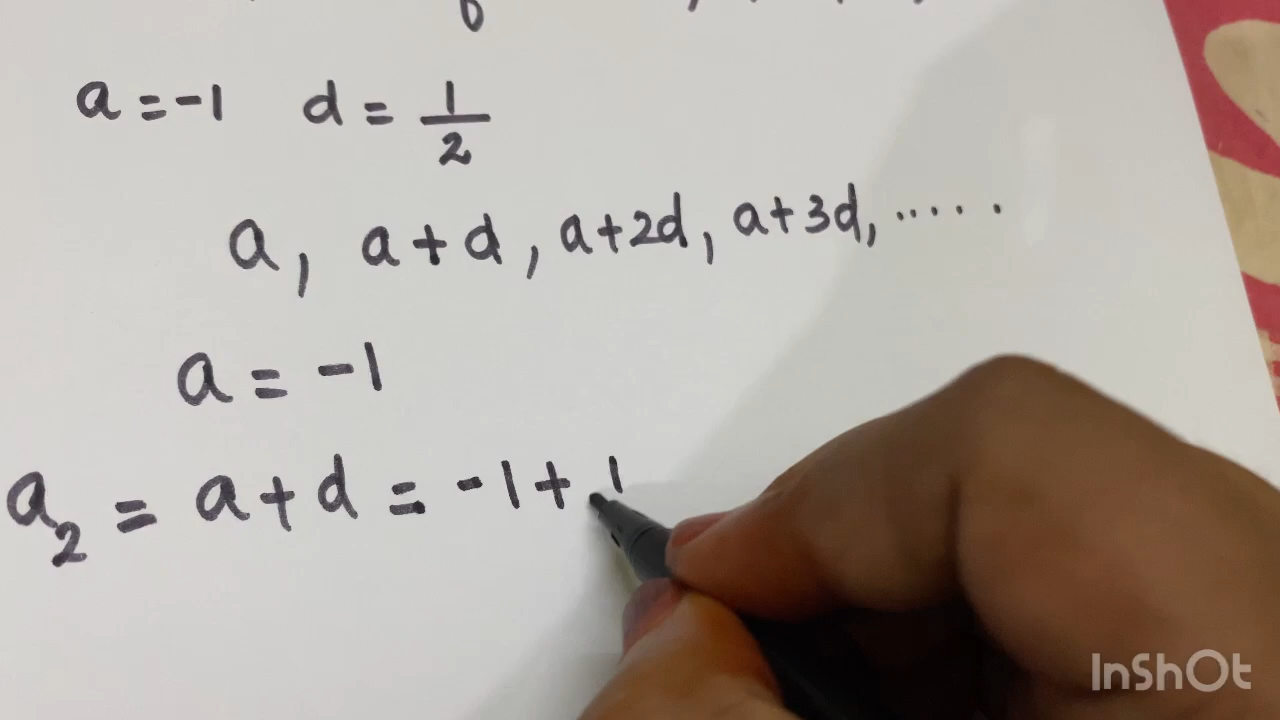 a = -1 d = 1/2
a, a + d, a+2d, a+3d, .....
a = -1
a₂ = a + d = -1 + 1
InShOt